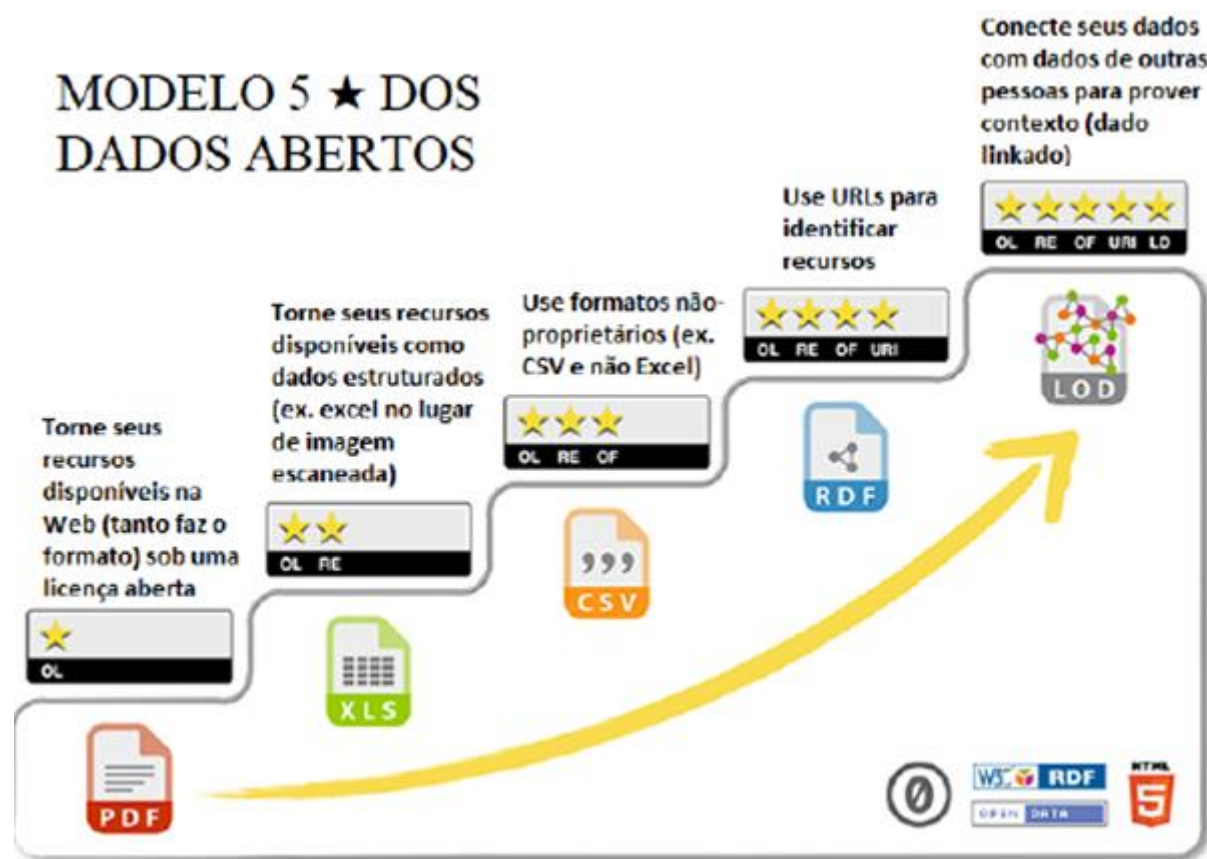 MODELO 5 ★ DOS
DADOS ABERTOS
Torne seus
recursos
disponíveis na
Web (tanto faz o
formato) sob uma
licença aberta
OL
PDF
Torne seus recursos
disponíveis como
dados estruturados
(ex. excel no lugar
de imagem
escaneada)
OL RE
XLS
Use formatos não-
proprietários (ex.
CSV e não Excel)
OL RE OF
CSV
Use URLs para
identificar
recursos
OL RE OF URI
RDF
Conecte seus dados
com dados de outras
pessoas para prover
contexto (dado
linkado)
OL RE OF URI LD
LOD
0
W3C RDF
OPEN DATA
HTML
5